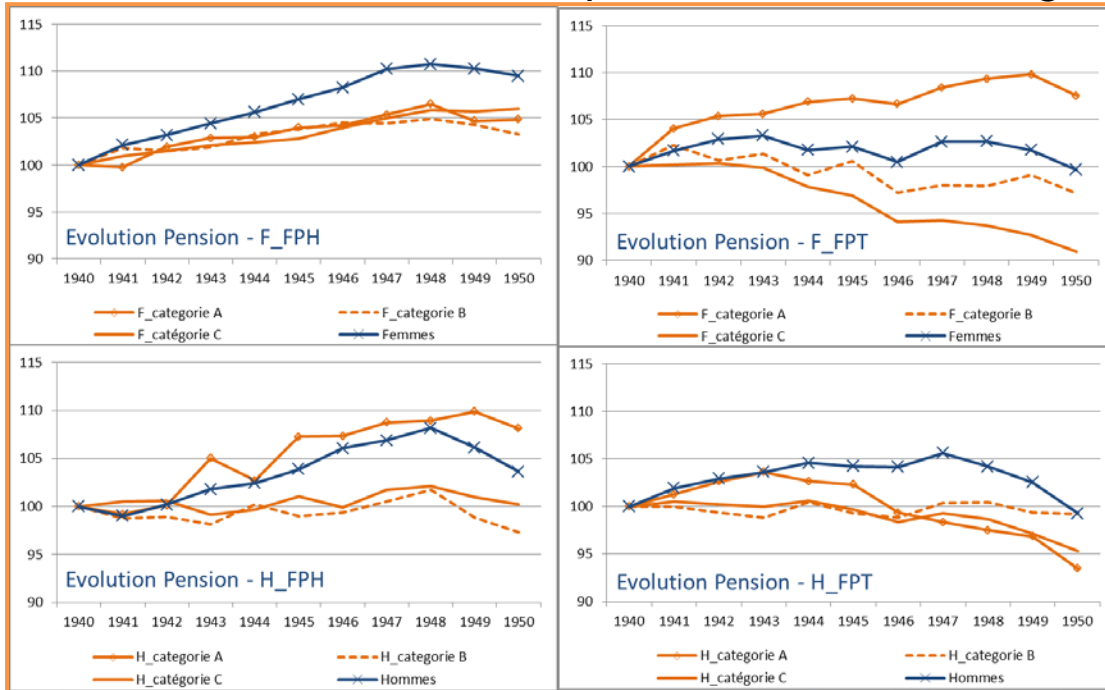 115
110
105
100
95
90
Evolution Pension - F_FPH
1940 1941 1942 1943 1944 1945 1946 1947 1948 1949 1950
F_categorie A F_categorie B
F_catégorie C Femmes
115
110
105
100
95
90
Evolution Pension - F_FPT
1940 1941 1942 1943 1944 1945 1946 1947 1948 1949 1950
F_categorie A F_categorie B
F_catégorie C Femmes
115
110
105
100
95
90
Evolution Pension - H_FPH
1940 1941 1942 1943 1944 1945 1946 1947 1948 1949 1950
H_categorie A H_categorie B
H_catégorie C Hommes
115
110
105
100
95
90
Evolution Pension - H_FPT
1940 1941 1942 1943 1944 1945 1946 1947 1948 1949 1950
H_categorie A H_categorie B
H_catégorie C Hommes